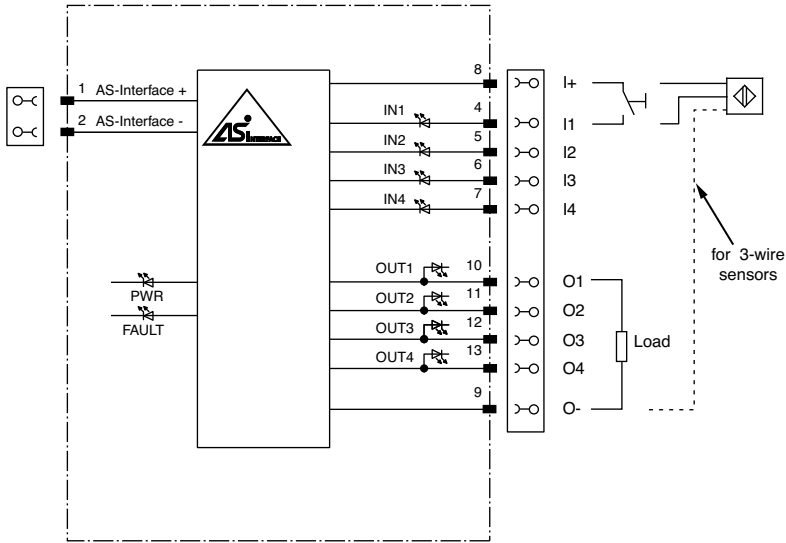 1 AS-Interface +
2 AS-Interface -
ASI INTERFACE
8 I+
IN1 4 I1
IN2 5 I2
IN3 6 I3
IN4 7 I4
for 3-wire
sensors
PWR
FAULT
OUT1 10 O1
OUT2 11 O2
OUT3 12 O3
OUT4 13 O4
Load
9 O-